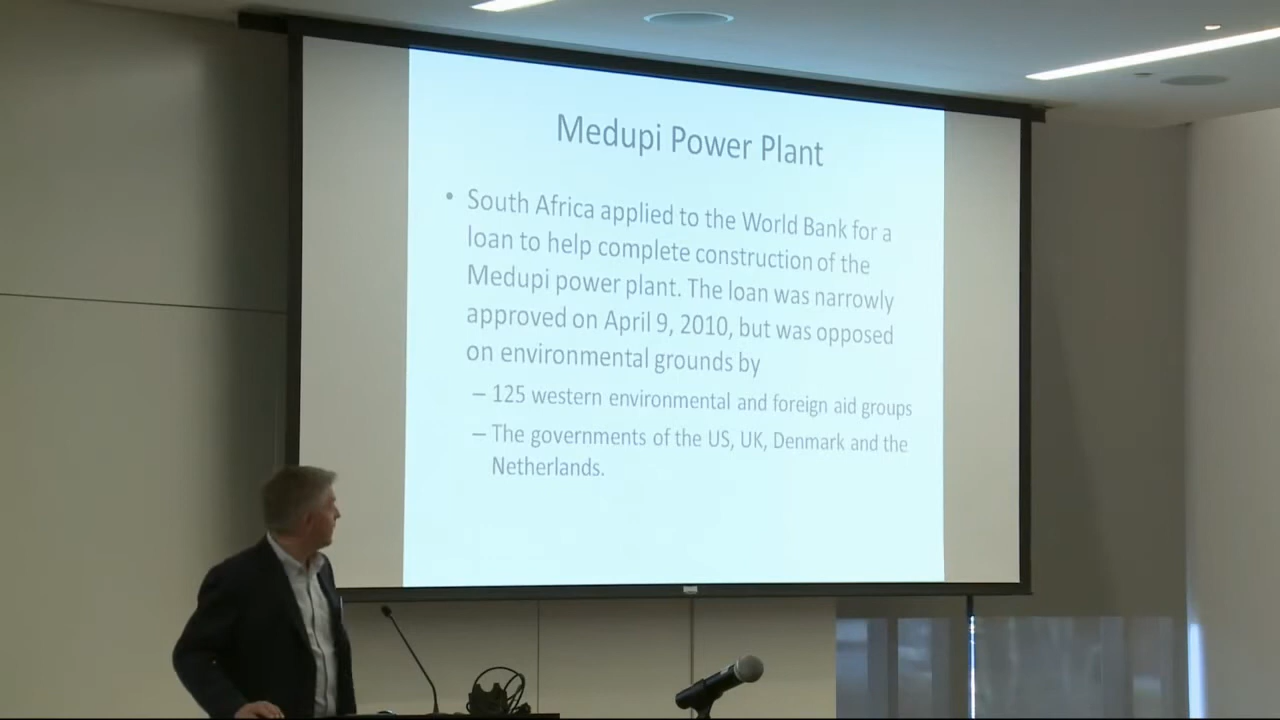 Medupi Power Plant
• South Africa applied to the World Bank for a
loan to help complete construction of the
Medupi power plant. The loan was narrowly
approved on April 9, 2010, but was opposed
on environmental grounds by
– 125 western environmental and foreign aid groups
– The governments of the US, UK, Denmark and the
Netherlands.